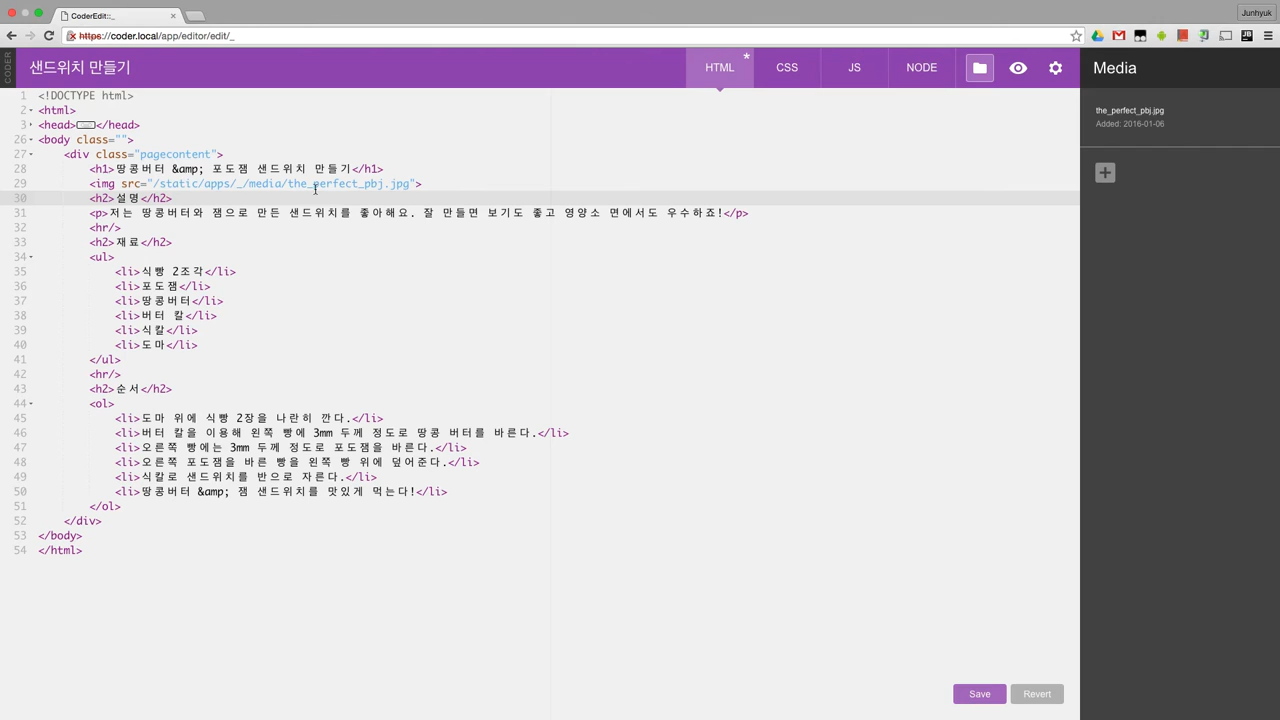 CoderEdit::_
Junhyuk
https://coder.local/app/editor/edit/_
CODER
샌드위치 만들기
HTML
*
CSS
JS
NODE
Media
the_perfect_pbj.jpg
Added: 2016-01-06
1 <!DOCTYPE html>
2 <html>
3 <head></head>
26 <body class="">
27 <div class="pagecontent">
28 <h1>땅콩버터 &amp; 포도잼 샌드위치 만들기</h1>
29 <img src="/static/apps/_/media/the_perfect_pbj.jpg">
30 <h2>설명</h2>
31 <p>저는 땅콩버터와 잼으로 만든 샌드위치를 좋아해요. 잘 만들면 보기도 좋고 영양소 면에서도 우수하죠!</p>
32 <hr/>
33 <h2>재료</h2>
34 <ul>
35 <li>식빵 2조각</li>
36 <li>포도잼</li>
37 <li>땅콩버터</li>
38 <li>버터 칼</li>
39 <li>식칼</li>
40 <li>도마</li>
41 </ul>
42 <hr/>
43 <h2>순서</h2>
44 <ol>
45 <li>도마 위에 식빵 2장을 나란히 깐다.</li>
46 <li>버터 칼을 이용해 왼쪽 빵에 3mm 두께 정도로 땅콩 버터를 바른다.</li>
47 <li>오른쪽 빵에는 3mm 두께 정도로 포도잼을 바른다.</li>
48 <li>오른쪽 포도잼을 바른 빵을 왼쪽 빵 위에 덮어준다.</li>
49 <li>식칼로 샌드위치를 반으로 자른다.</li>
50 <li>땅콩버터 &amp; 잼 샌드위치를 맛있게 먹는다!</li>
51 </ol>
52 </div>
53 </body>
54 </html>
Save
Revert